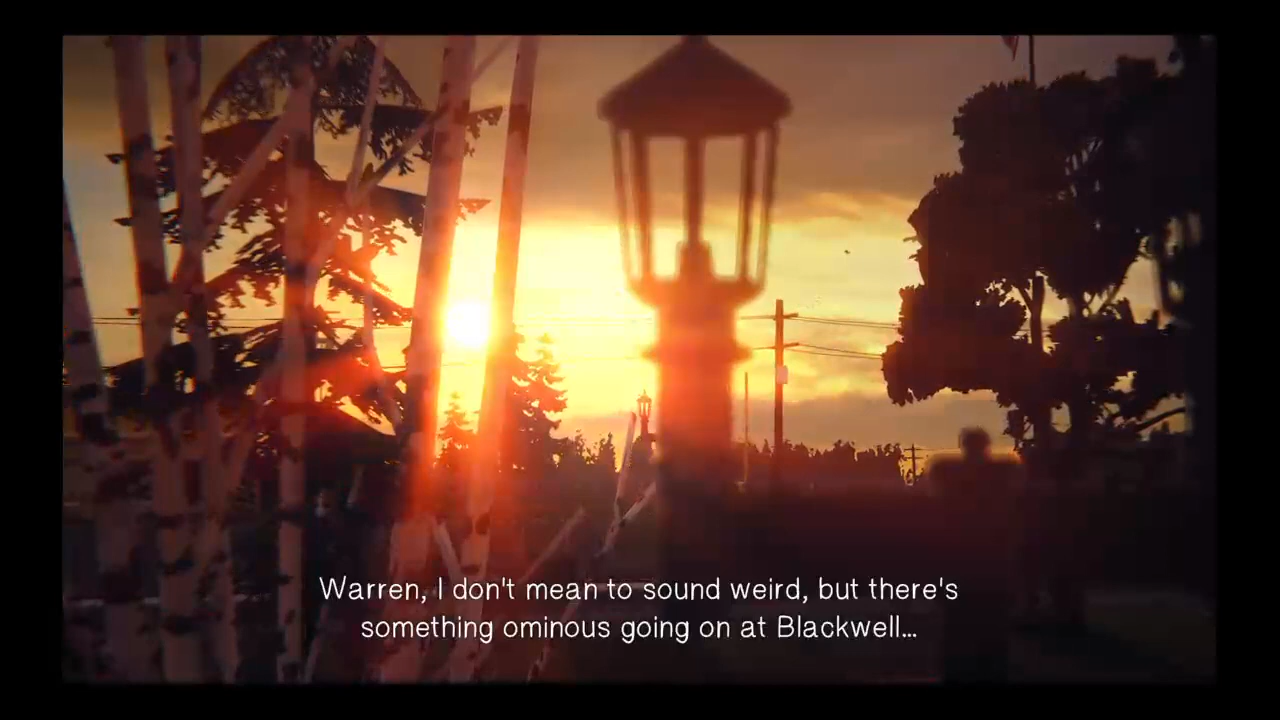 Warren, I don't mean to sound weird, but there's
something ominous going on at Blackwell...